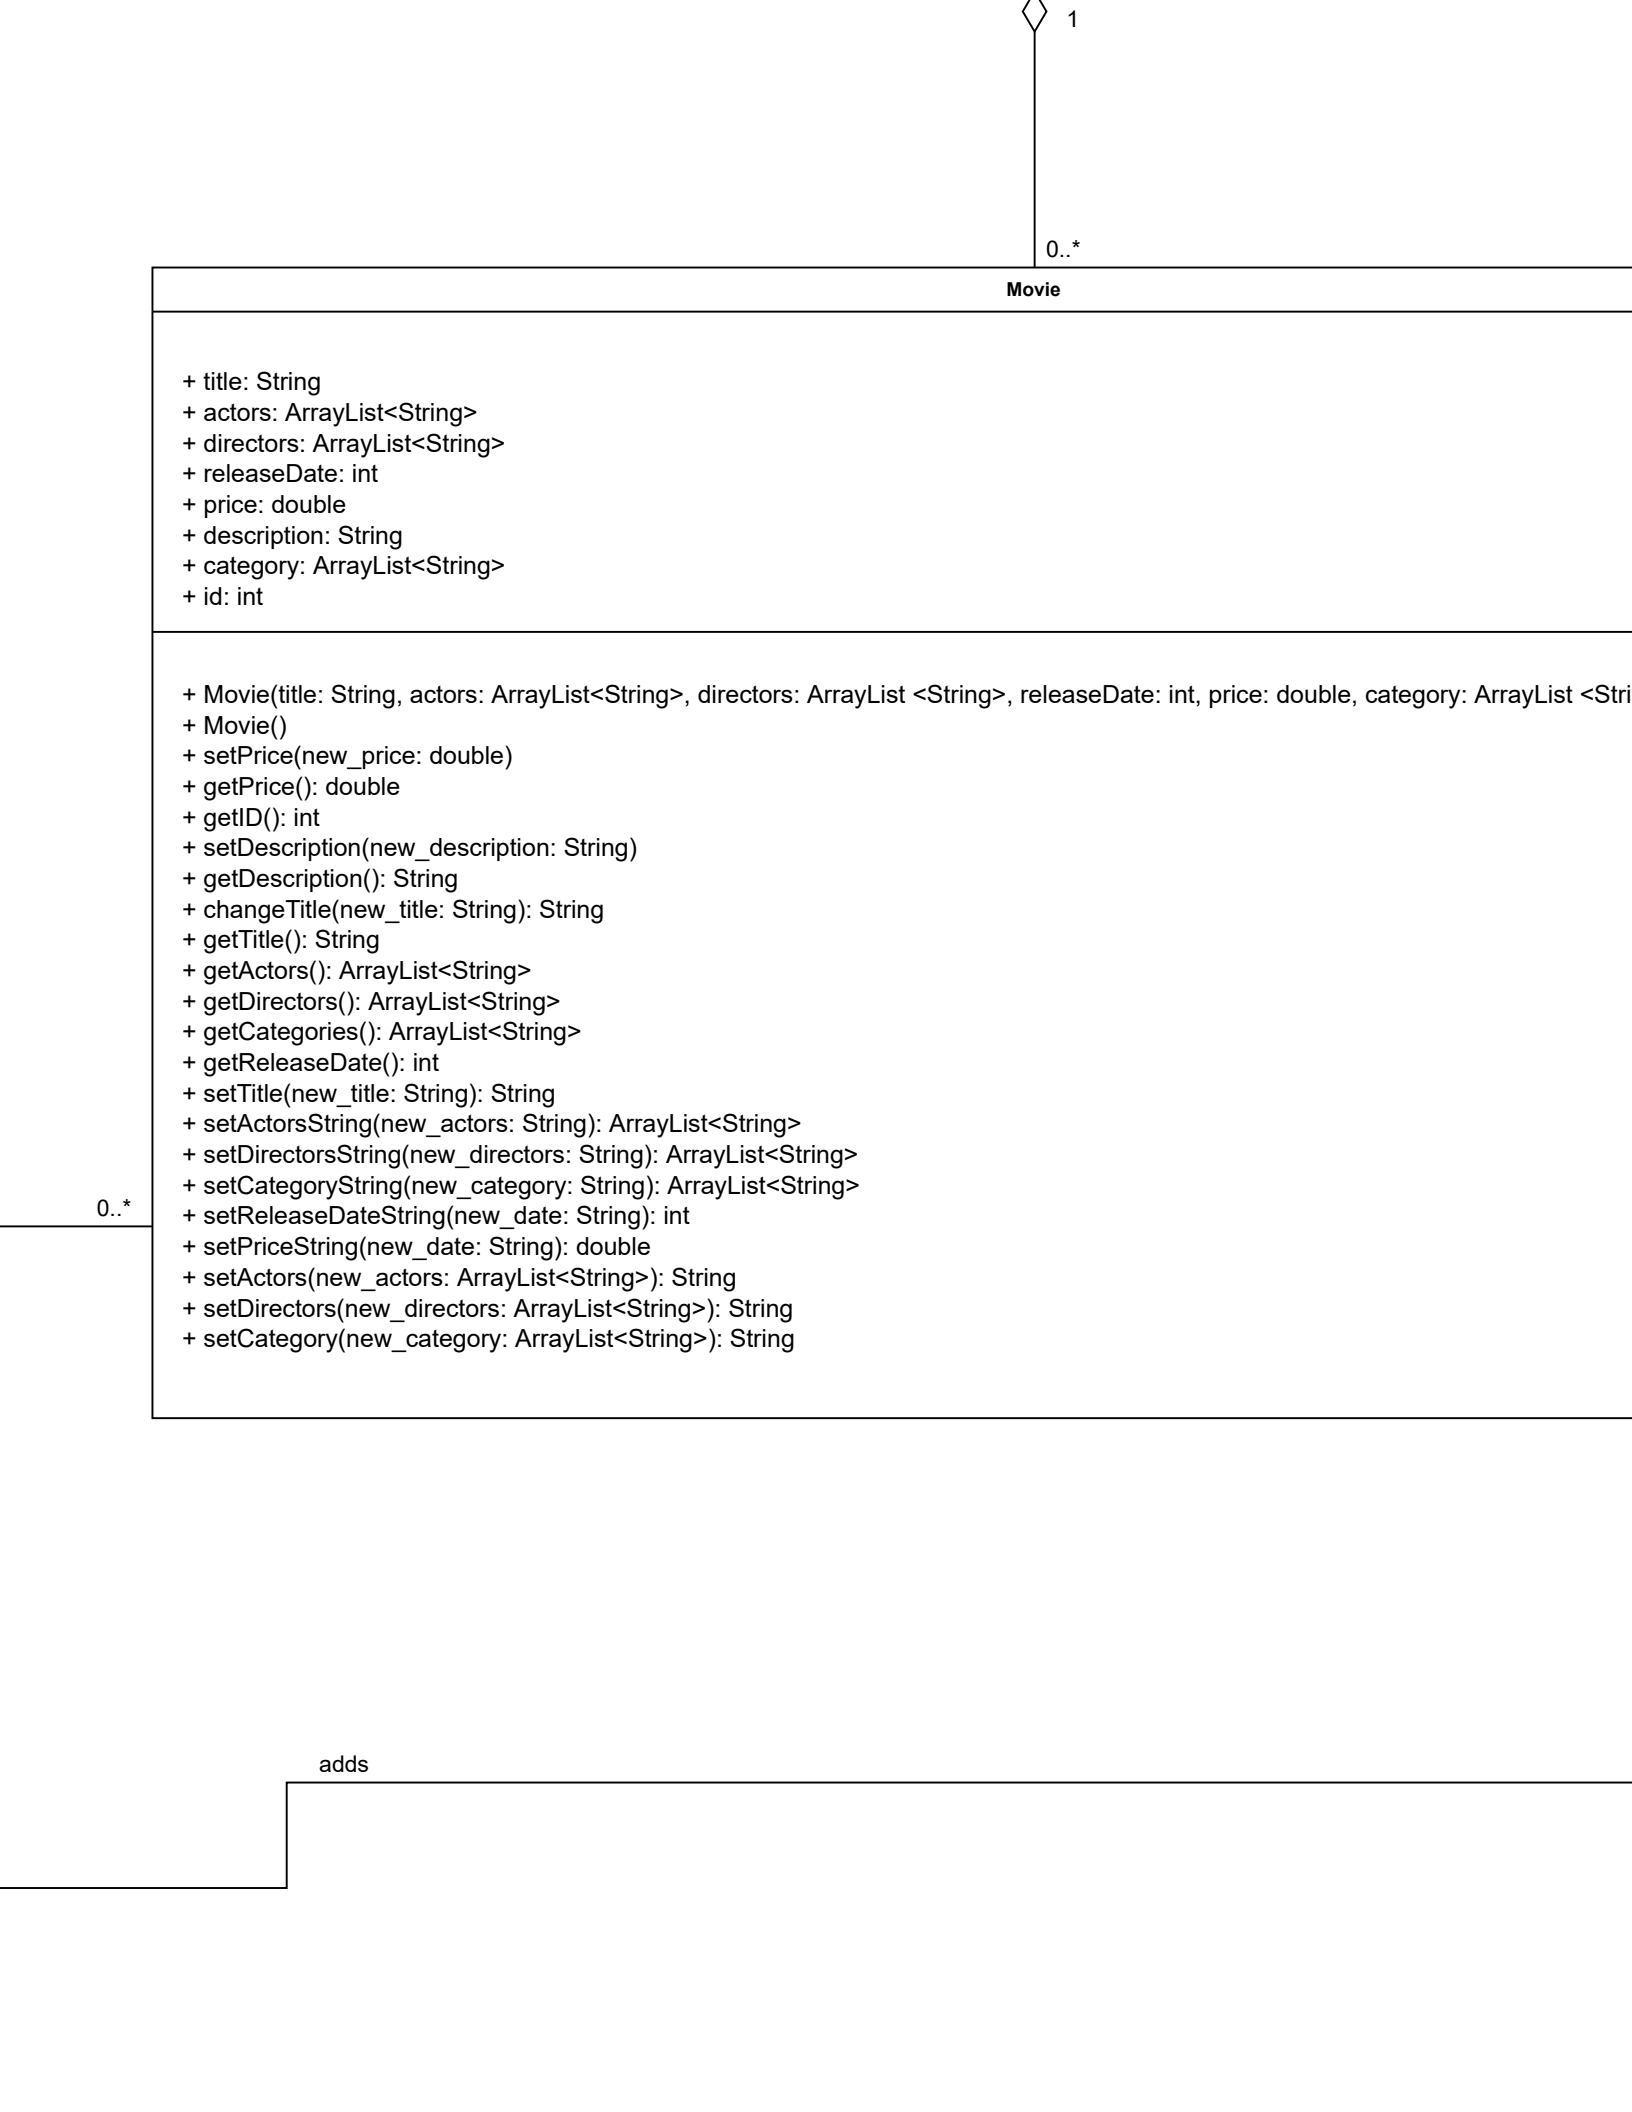 1
0..*
Movie
+ title: String
+ actors: ArrayList<String>
+ directors: ArrayList<String>
+ releaseDate: int
+ price: double
+ description: String
+ category: ArrayList<String>
+ id: int
+ Movie(title: String, actors: ArrayList<String>, directors: ArrayList <String>, releaseDate: int, price: double, category: ArrayList <Stri
+ Movie()
+ setPrice(new_price: double)
+ getPrice(): double
+ getID(): int
+ setDescription(new_description: String)
+ getDescription(): String
+ changeTitle(new_title: String): String
+ getTitle(): String
+ getActors(): ArrayList<String>
+ getDirectors(): ArrayList<String>
+ getCategories(): ArrayList<String>
+ getReleaseDate(): int
+ setTitle(new_title: String): String
+ setActorsString(new_actors: String): ArrayList<String>
+ setDirectorsString(new_directors: String): ArrayList<String>
+ setCategoryString(new_category: String): ArrayList<String>
0..*
+ setReleaseDateString(new_date: String): int
+ setPriceString(new_date: String): double
+ setActors(new_actors: ArrayList<String>): String
+ setDirectors(new_directors: ArrayList<String>): String
+ setCategory(new_category: ArrayList<String>): String
adds